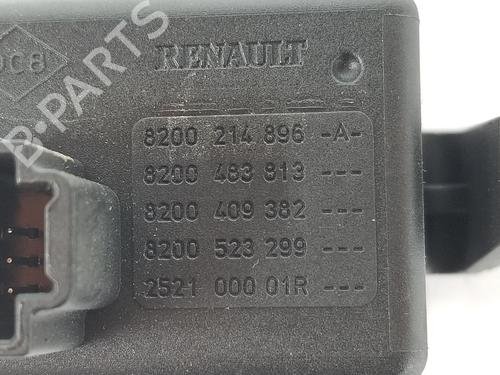 RENAULT
8200 214 896 -A-
8200 483 813 ---
8200 409 382 ---
8200 523 299 ---
2521 000 01R ---
B-PARTS